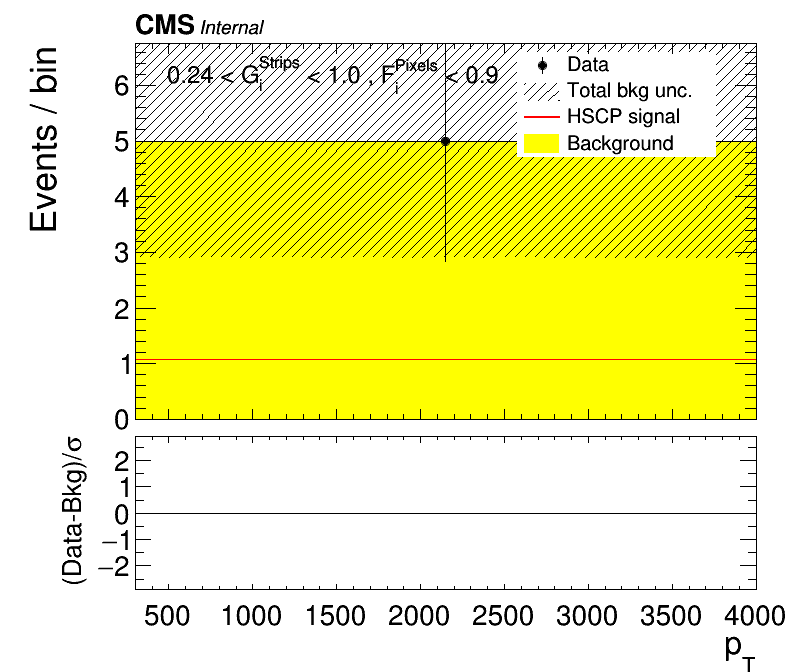 CMS Internal
Events / bin
0.24 < G_i^Strips < 1.0 , F_i^Pixels < 0.9
Data
Total bkg unc.
HSCP signal
Background
6
5
4
3
2
1
0
(Data-Bkg)/σ
2
1
0
−1
−2
500 1000 1500 2000 2500 3000 3500 4000
p_T